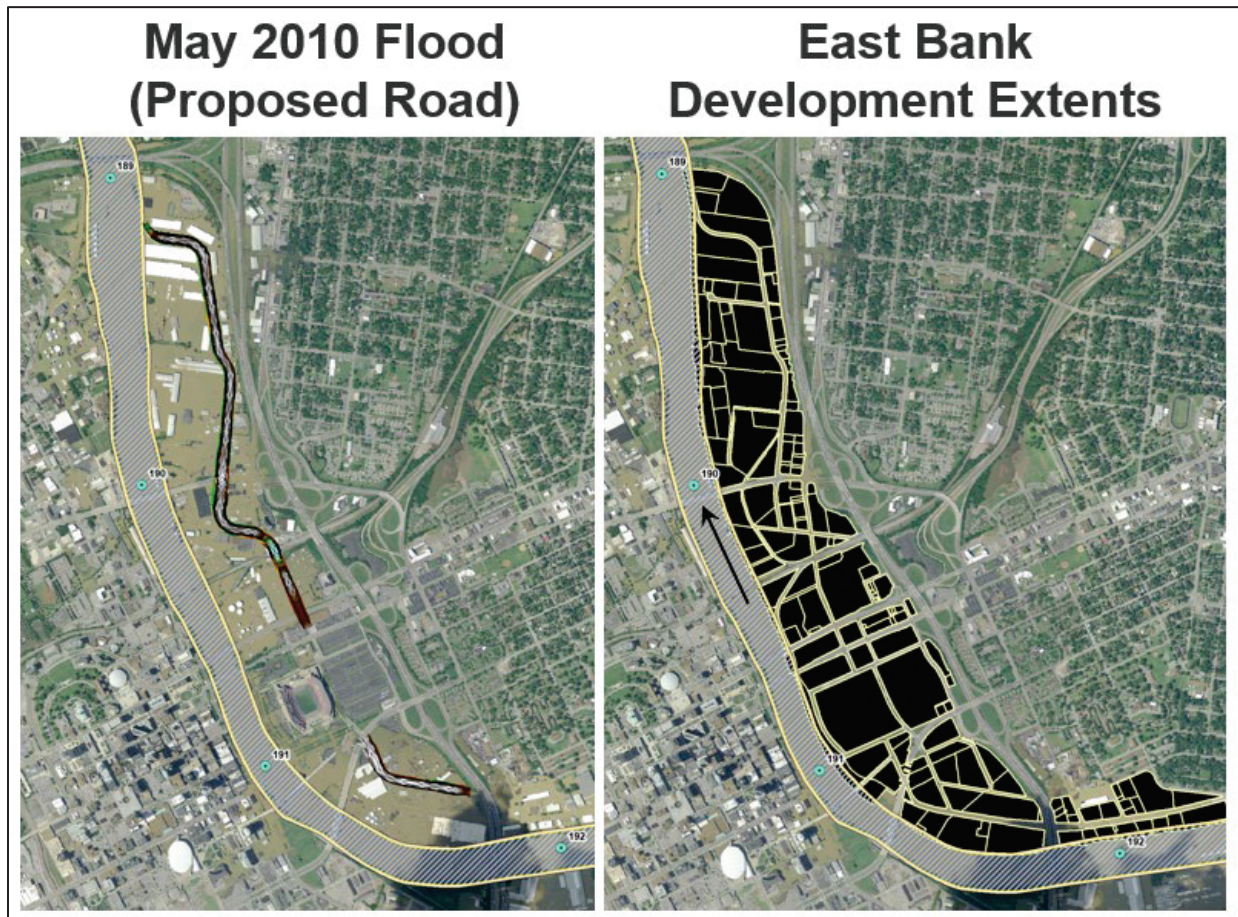 May 2010 Flood
(Proposed Road)
189
190
191
192
East Bank
Development Extents
189
190
191
192